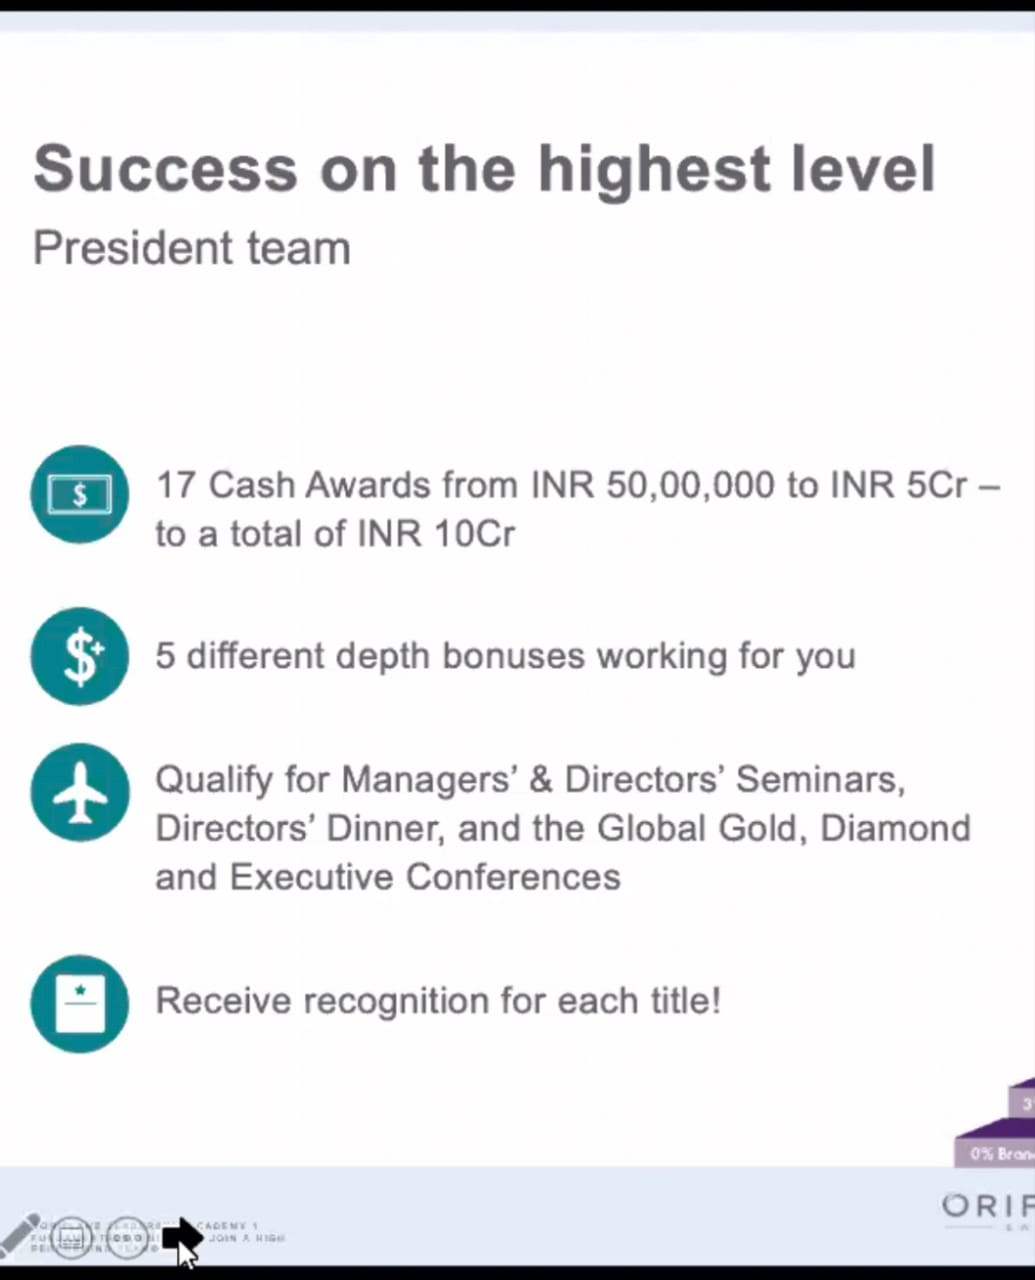 Success on the highest level
President team
17 Cash Awards from INR 50,00,000 to INR 5Cr –
to a total of INR 10Cr
5 different depth bonuses working for you
Qualify for Managers’ & Directors’ Seminars,
Directors’ Dinner, and the Global Gold, Diamond
and Executive Conferences
Receive recognition for each title!
0% Bran
ORIF
JOIN A HIGH